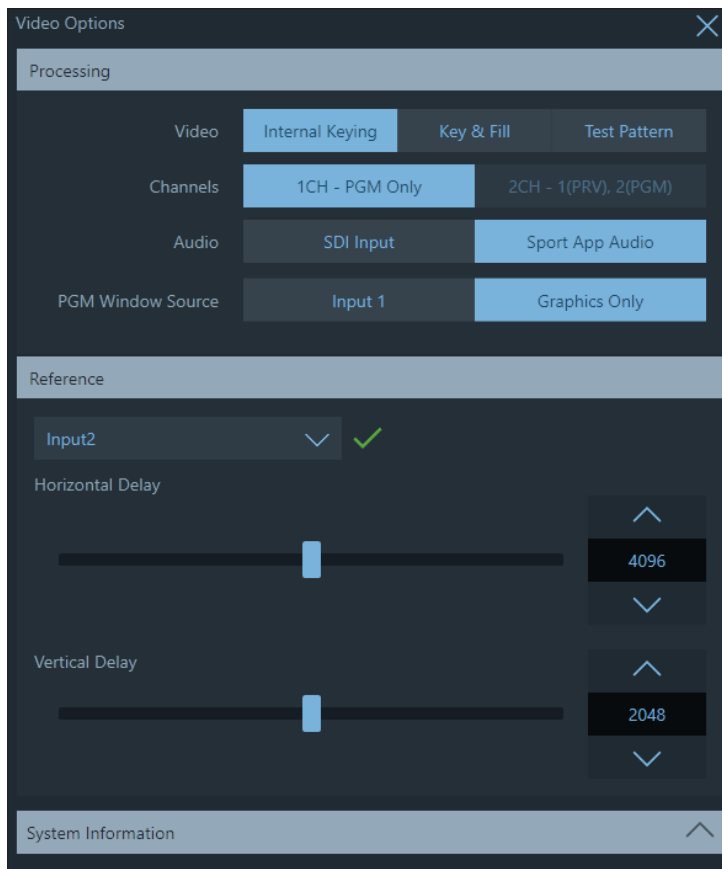 Video Options
Processing
Video Internal Keying Key & Fill Test Pattern
Channels 1CH - PGM Only 2CH - 1(PRV), 2(PGM)
Audio SDI Input Sport App Audio
PGM Window Source Input 1 Graphics Only
Reference
Input2
Horizontal Delay
4096
Vertical Delay
2048
System Information